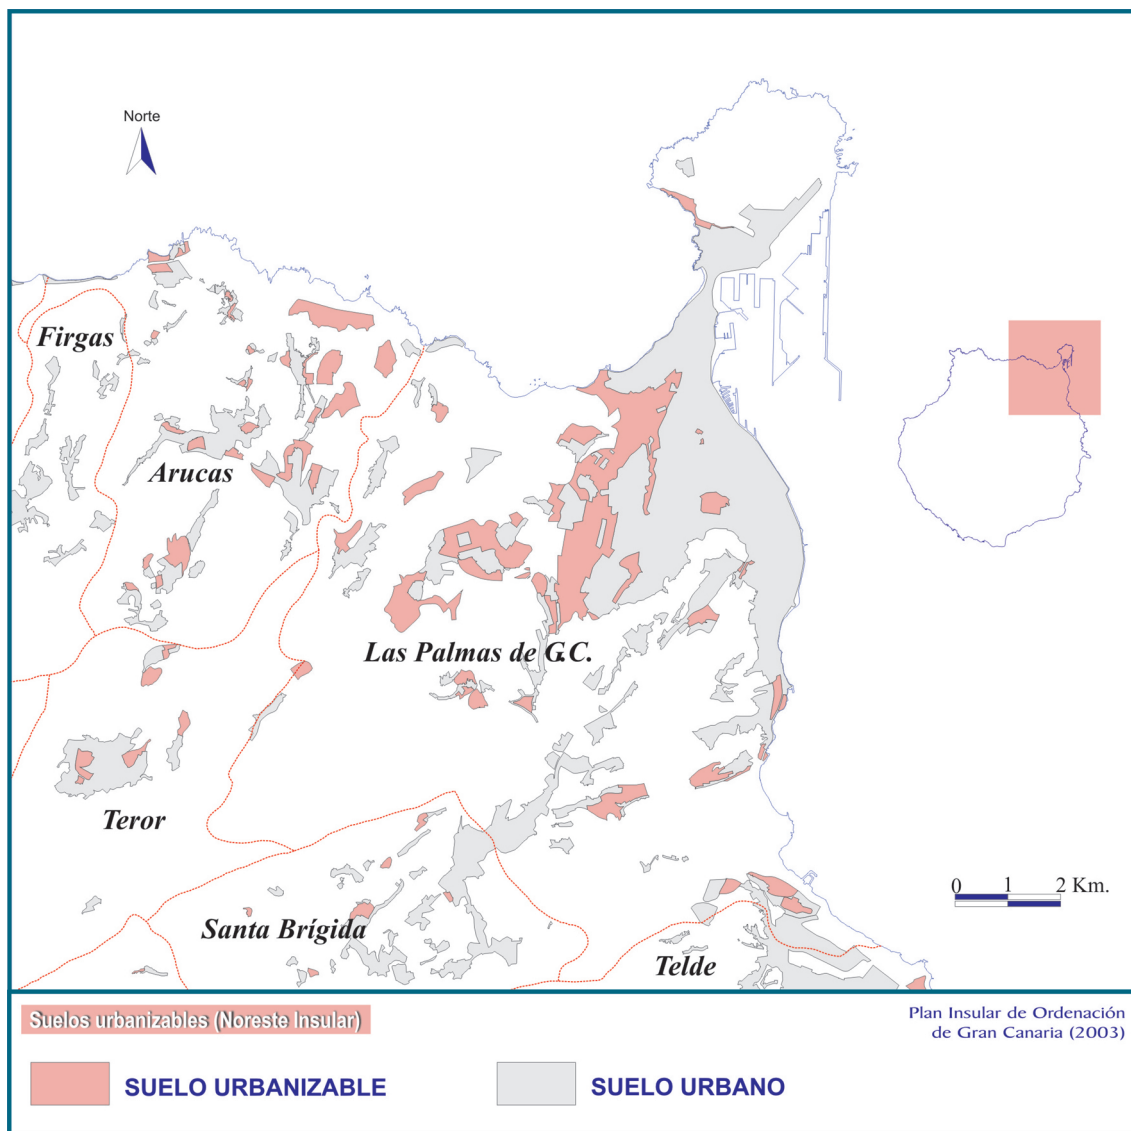 Norte
Firgas
Arucas
Las Palmas de G.C.
Teror
Santa Brígida
Telde
0 1 2 Km.
Suelos urbanizables (Noreste Insular)
Plan Insular de Ordenación
de Gran Canaria (2003)
SUELO URBANIZABLE
SUELO URBANO